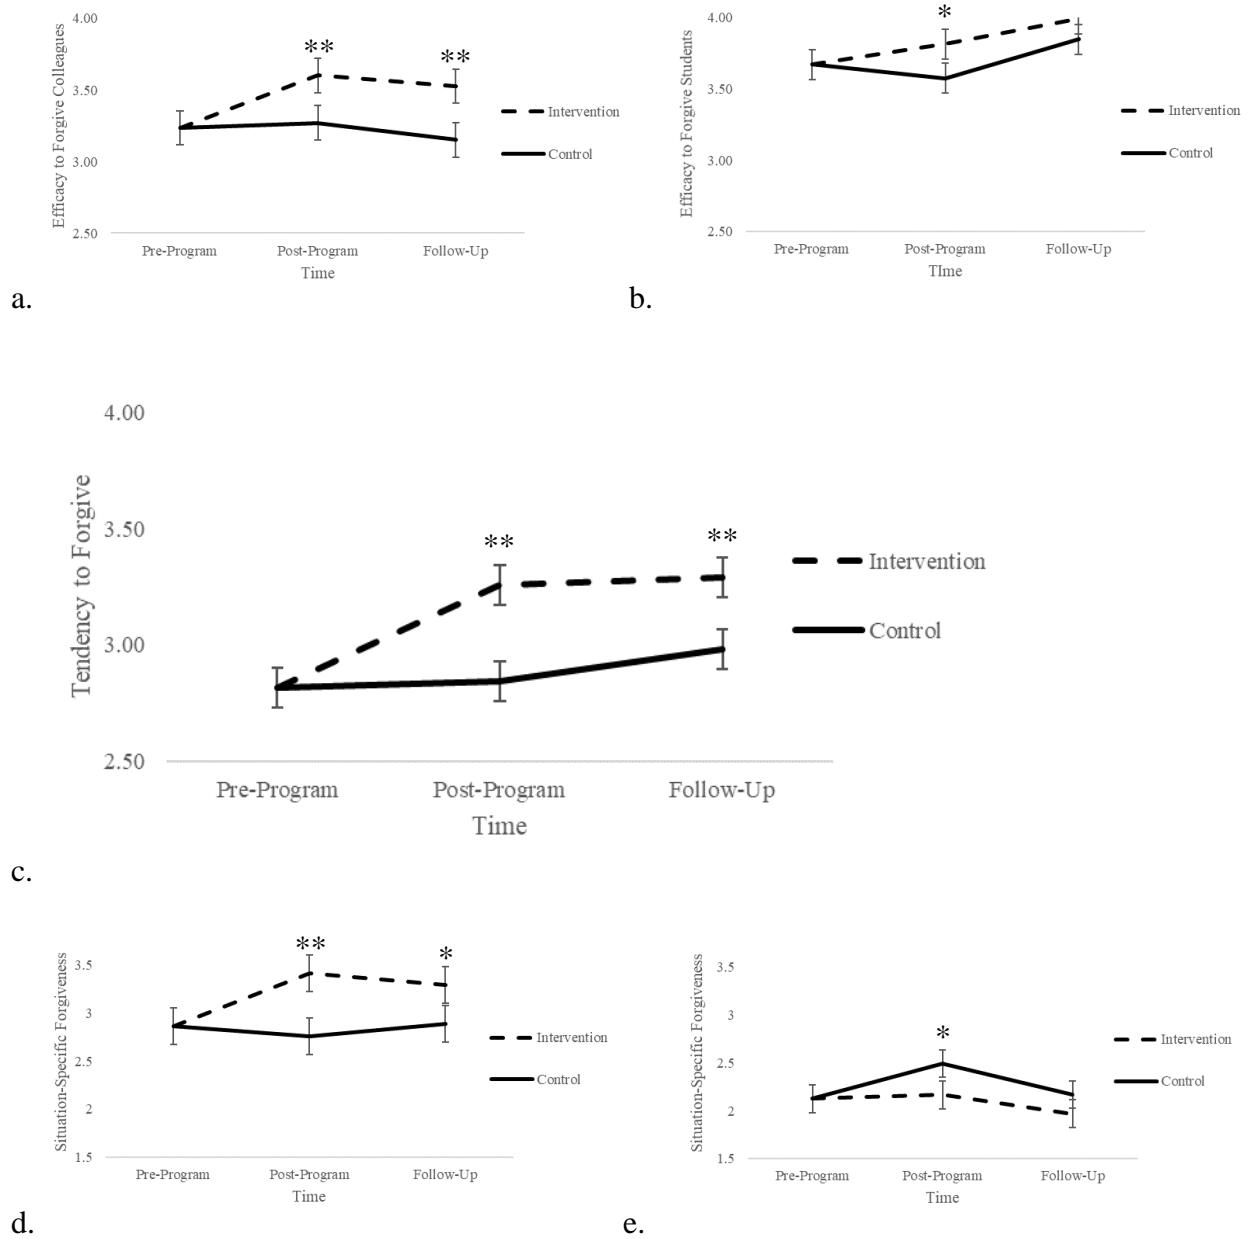 Efficacy to Forgive Colleagues
4.00
3.50
3.00
2.50
**
**
Intervention
Control
Pre-Program
Post-Program
Follow-Up
Time
a.
Efficacy to Forgive Students
4.00
3.50
3.00
2.50
*
Intervention
Control
Pre-Program
Post-Program
Follow-Up
TIme
b.
Tendency to Forgive
4.00
3.50
3.00
2.50
**
**
Intervention
Control
Pre-Program
Post-Program
Follow-Up
Time
c.
Situation-Specific Forgiveness
3.5
3
2.5
2
1.5
**
*
Intervention
Control
Pre-Program
Post-Program
Follow-Up
Time
d.
Situation-Specific Forgiveness
3.5
3
2.5
2
1.5
*
Intervention
Control
Pre-Program
Post-Program
Follow-Up
Time
e.